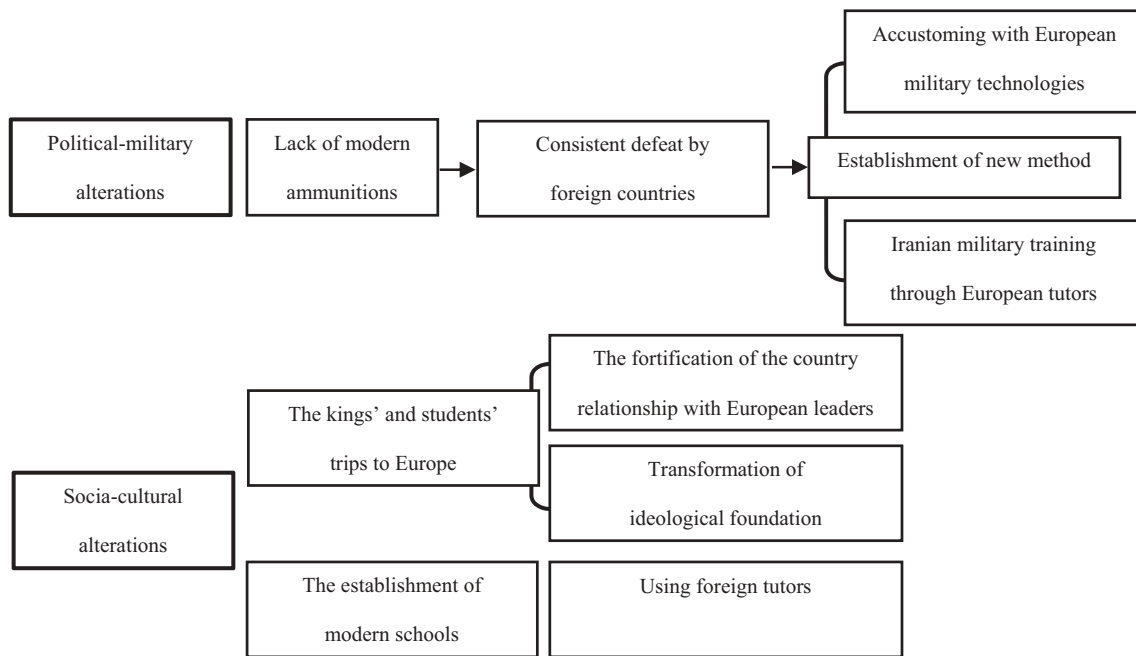 Accustoming with European
military technologies
Political-military
alterations
Lack of modern
ammunitions
Consistent defeat by
foreign countries
Establishment of new method
Iranian military training
through European tutors
The fortification of the country
relationship with European leaders
The kings’ and students’
trips to Europe
Transformation of
ideological foundation
Socia-cultural
alterations
The establishment of
modern schools
Using foreign tutors